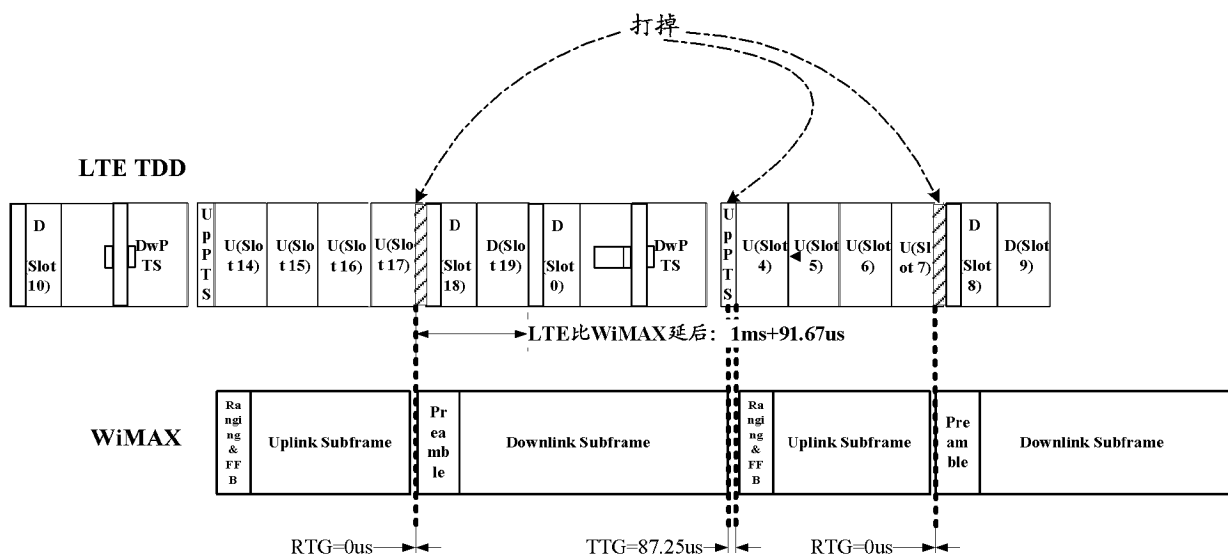 打掉
LTE TDD
D
(Slot
10)
DwP
TS
U
p
P
T
S
U(Slo
t 14)
U(Slo
t 15)
U(Slo
t 16)
U(Slo
t 17)
D
(Slot
18)
D(Slo
t 19)
D
(Slot
0)
DwP
TS
U
p
P
T
S
U(Slot
4)
U(Slot
5)
U(Slot
6)
U(Sl
ot 7)
D
(Slot
8)
D(Slot
9)
LTE比WiMAX延后：1ms+91.67us
WiMAX
Ra
ngi
ng
&
FF
B
Uplink Subframe
Pr
ea
mb
le
Downlink Subframe
Ra
ngi
ng
&
FF
B
Uplink Subframe
Pre
am
ble
Downlink Subframe
RTG=0us
TTG=87.25us
RTG=0us